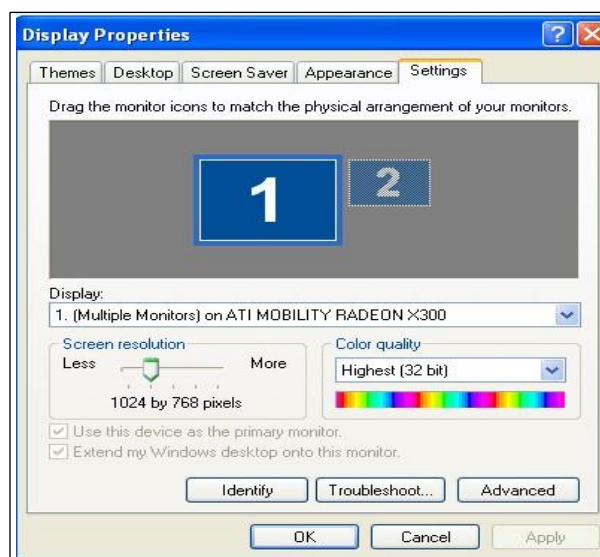 Display Properties
Themes Desktop Screen Saver Appearance Settings
Drag the monitor icons to match the physical arrangement of your monitors.
1 2
Display:
1. (Multiple Monitors) on ATI MOBILITY RADEON X300
Screen resolution Color quality
Less More Highest (32 bit)
1024 by 768 pixels
Use this device as the primary monitor.
Extend my Windows desktop onto this monitor.
Identify Troubleshoot... Advanced
OK Cancel Apply